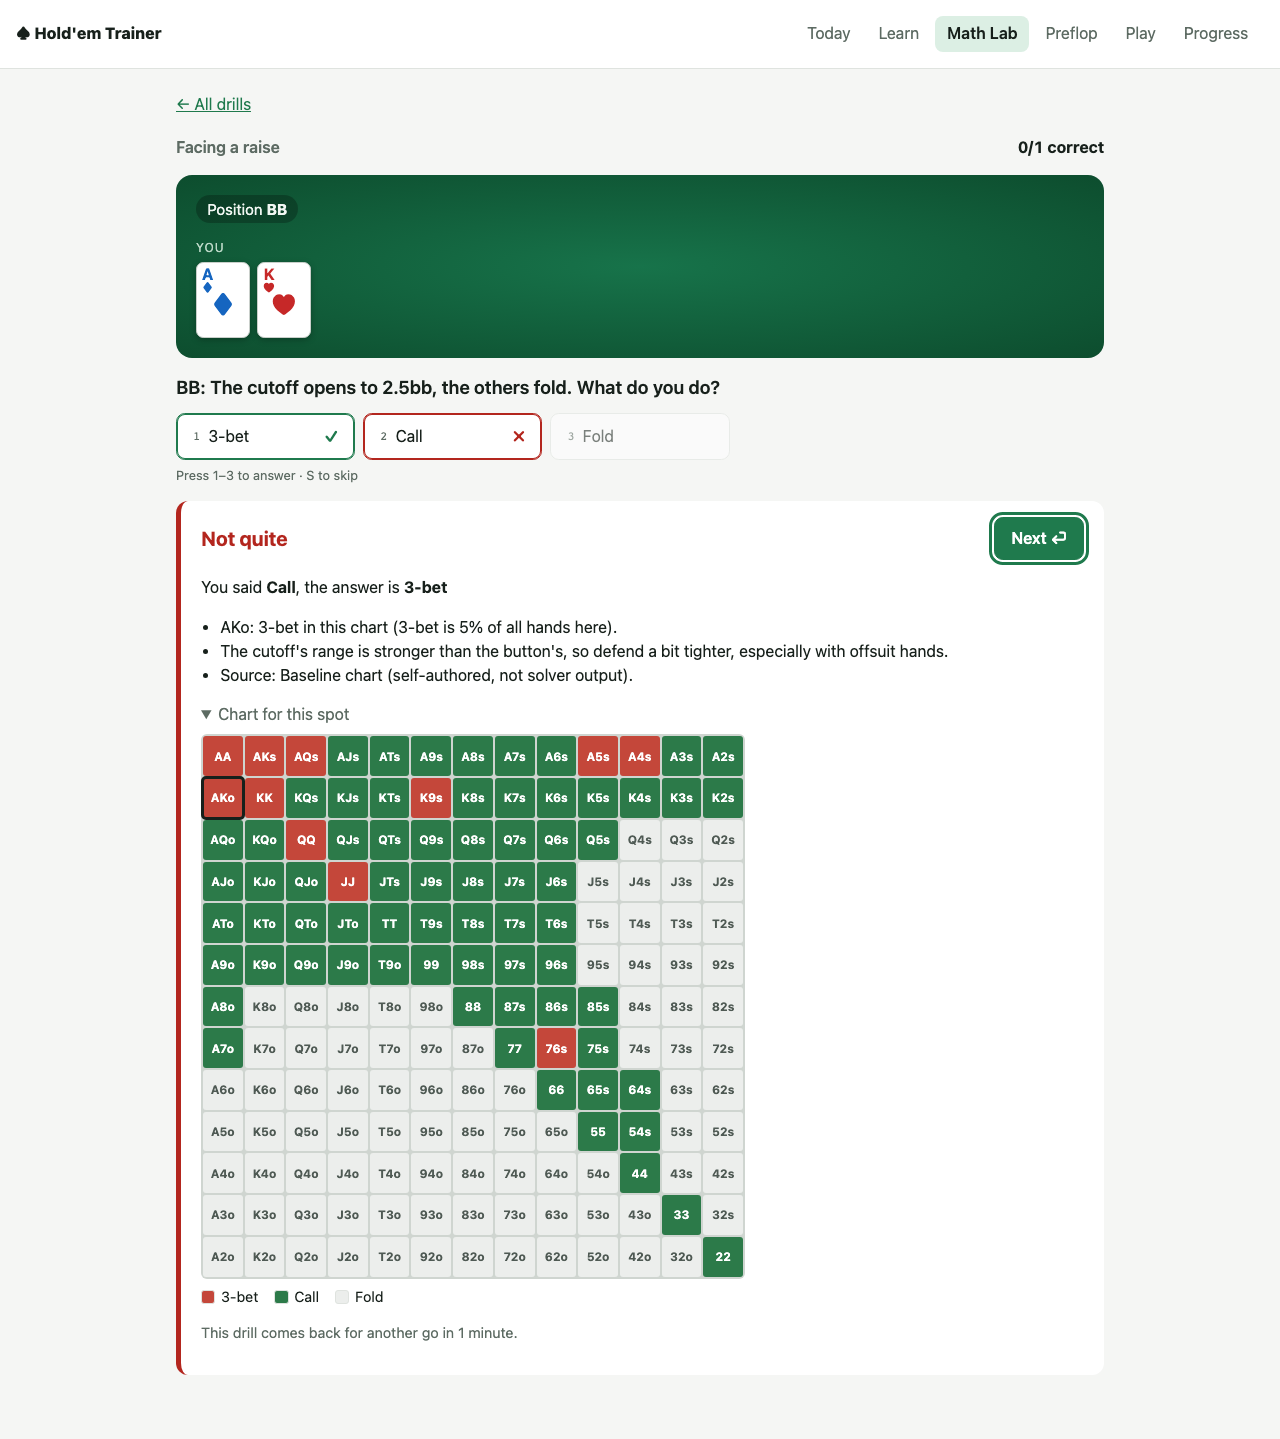 ♠ Hold'em Trainer
Today Learn Math Lab Preflop Play Progress
← All drills
Facing a raise
0/1 correct
Position BB
YOU
A♦ K♥
BB: The cutoff opens to 2.5bb, the others fold. What do you do?
1 3-bet ✓ 2 Call ✕ 3 Fold
Press 1–3 to answer · S to skip
Not quite
Next ⏎
You said Call, the answer is 3-bet
• AKo: 3-bet in this chart (3-bet is 5% of all hands here).
• The cutoff's range is stronger than the button's, so defend a bit tighter, especially with offsuit hands.
• Source: Baseline chart (self-authored, not solver output).
▼ Chart for this spot
AA AKs AQs AJs ATs A9s A8s A7s A6s A5s A4s A3s A2s
AKo KK KQs KJs KTs K9s K8s K7s K6s K5s K4s K3s K2s
AQo KQo QQ QJs QTs Q9s Q8s Q7s Q6s Q5s Q4s Q3s Q2s
AJo KJo QJo JJ JTs J9s J8s J7s J6s J5s J4s J3s J2s
ATo KTo QTo JTo TT T9s T8s T7s T6s T5s T4s T3s T2s
A9o K9o Q9o J9o T9o 99 98s 97s 96s 95s 94s 93s 92s
A8o K8o Q8o J8o T8o 98o 88 87s 86s 85s 84s 83s 82s
A7o K7o Q7o J7o T7o 97o 87o 77 76s 75s 74s 73s 72s
A6o K6o Q6o J6o T6o 96o 86o 76o 66 65s 64s 63s 62s
A5o K5o Q5o J5o T5o 95o 85o 75o 65o 55 54s 53s 52s
A4o K4o Q4o J4o T4o 94o 84o 74o 64o 54o 44 43s 42s
A3o K3o Q3o J3o T3o 93o 83o 73o 63o 53o 43o 33 32s
A2o K2o Q2o J2o T2o 92o 82o 72o 62o 52o 42o 32o 22
3-bet Call Fold
This drill comes back for another go in 1 minute.